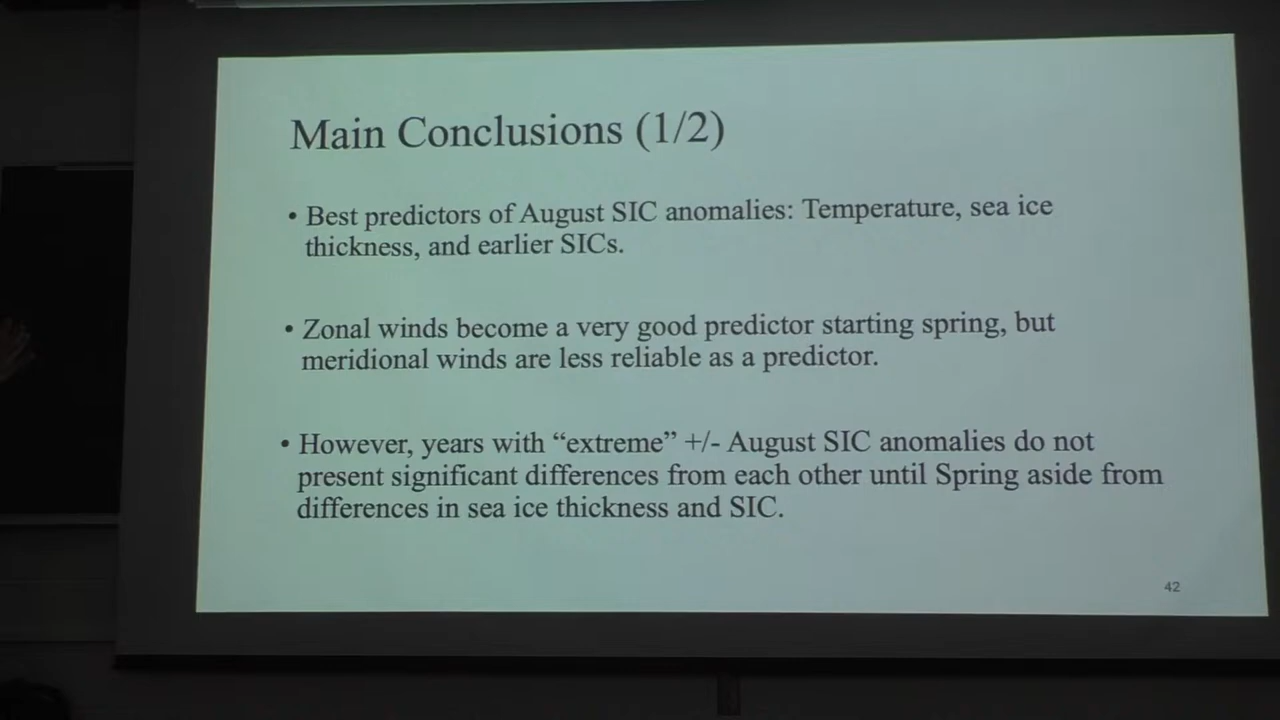 Main Conclusions (1/2)
• Best predictors of August SIC anomalies: Temperature, sea ice
thickness, and earlier SICs.
• Zonal winds become a very good predictor starting spring, but
meridional winds are less reliable as a predictor.
• However, years with “extreme” +/- August SIC anomalies do not
present significant differences from each other until Spring aside from
differences in sea ice thickness and SIC.
42